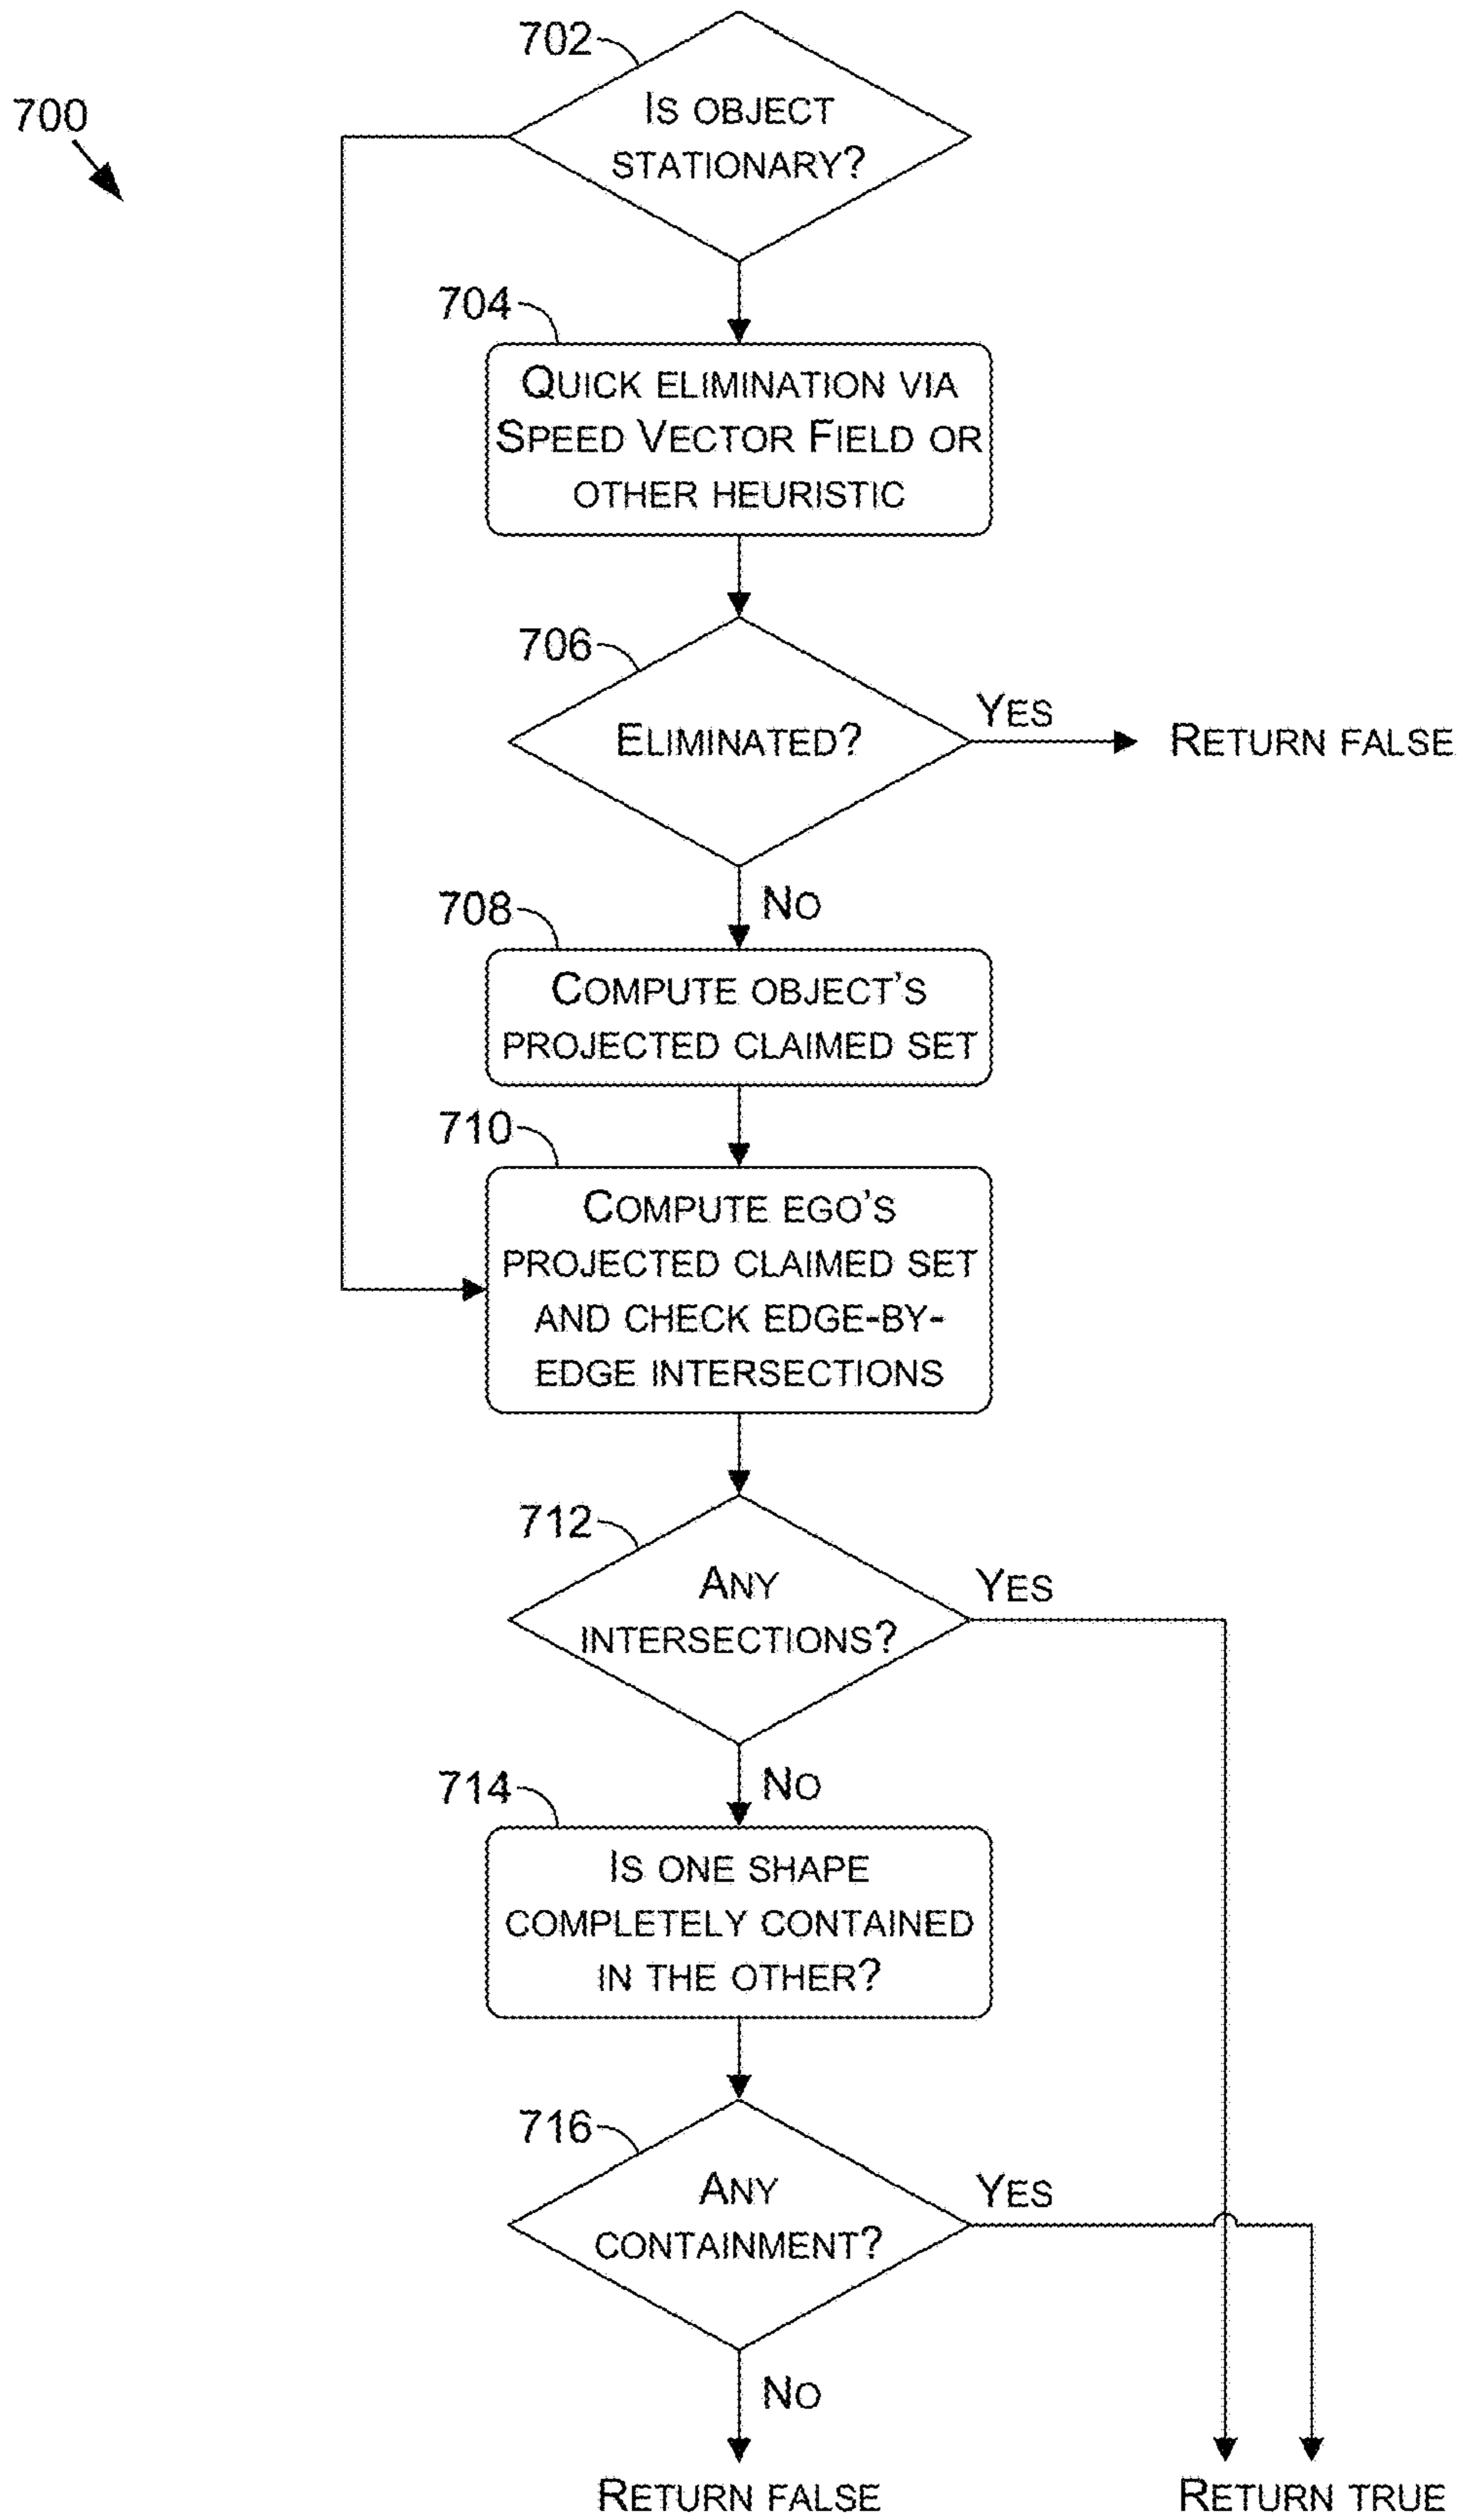 702
700
Is object
stationary?
704
Quick elimination via
Speed Vector Field or
other heuristic
706
Eliminated?
Yes
Return false
No
708
Compute object's
projected claimed set
710
Compute ego's
projected claimed set
and check edge-by-
edge intersections
712
Any
intersections?
Yes
No
714
Is one shape
completely contained
in the other?
716
Any
containment?
Yes
No
Return false
Return true